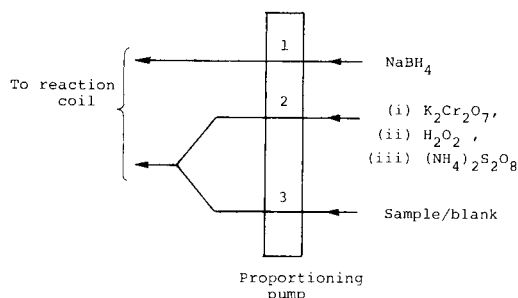 1
NaBH4
To reaction
coil
2
(i) K2Cr2O7,
(ii) H2O2 ,
(iii) (NH4)2S2O8
3
Sample/blank
Proportioning
pump